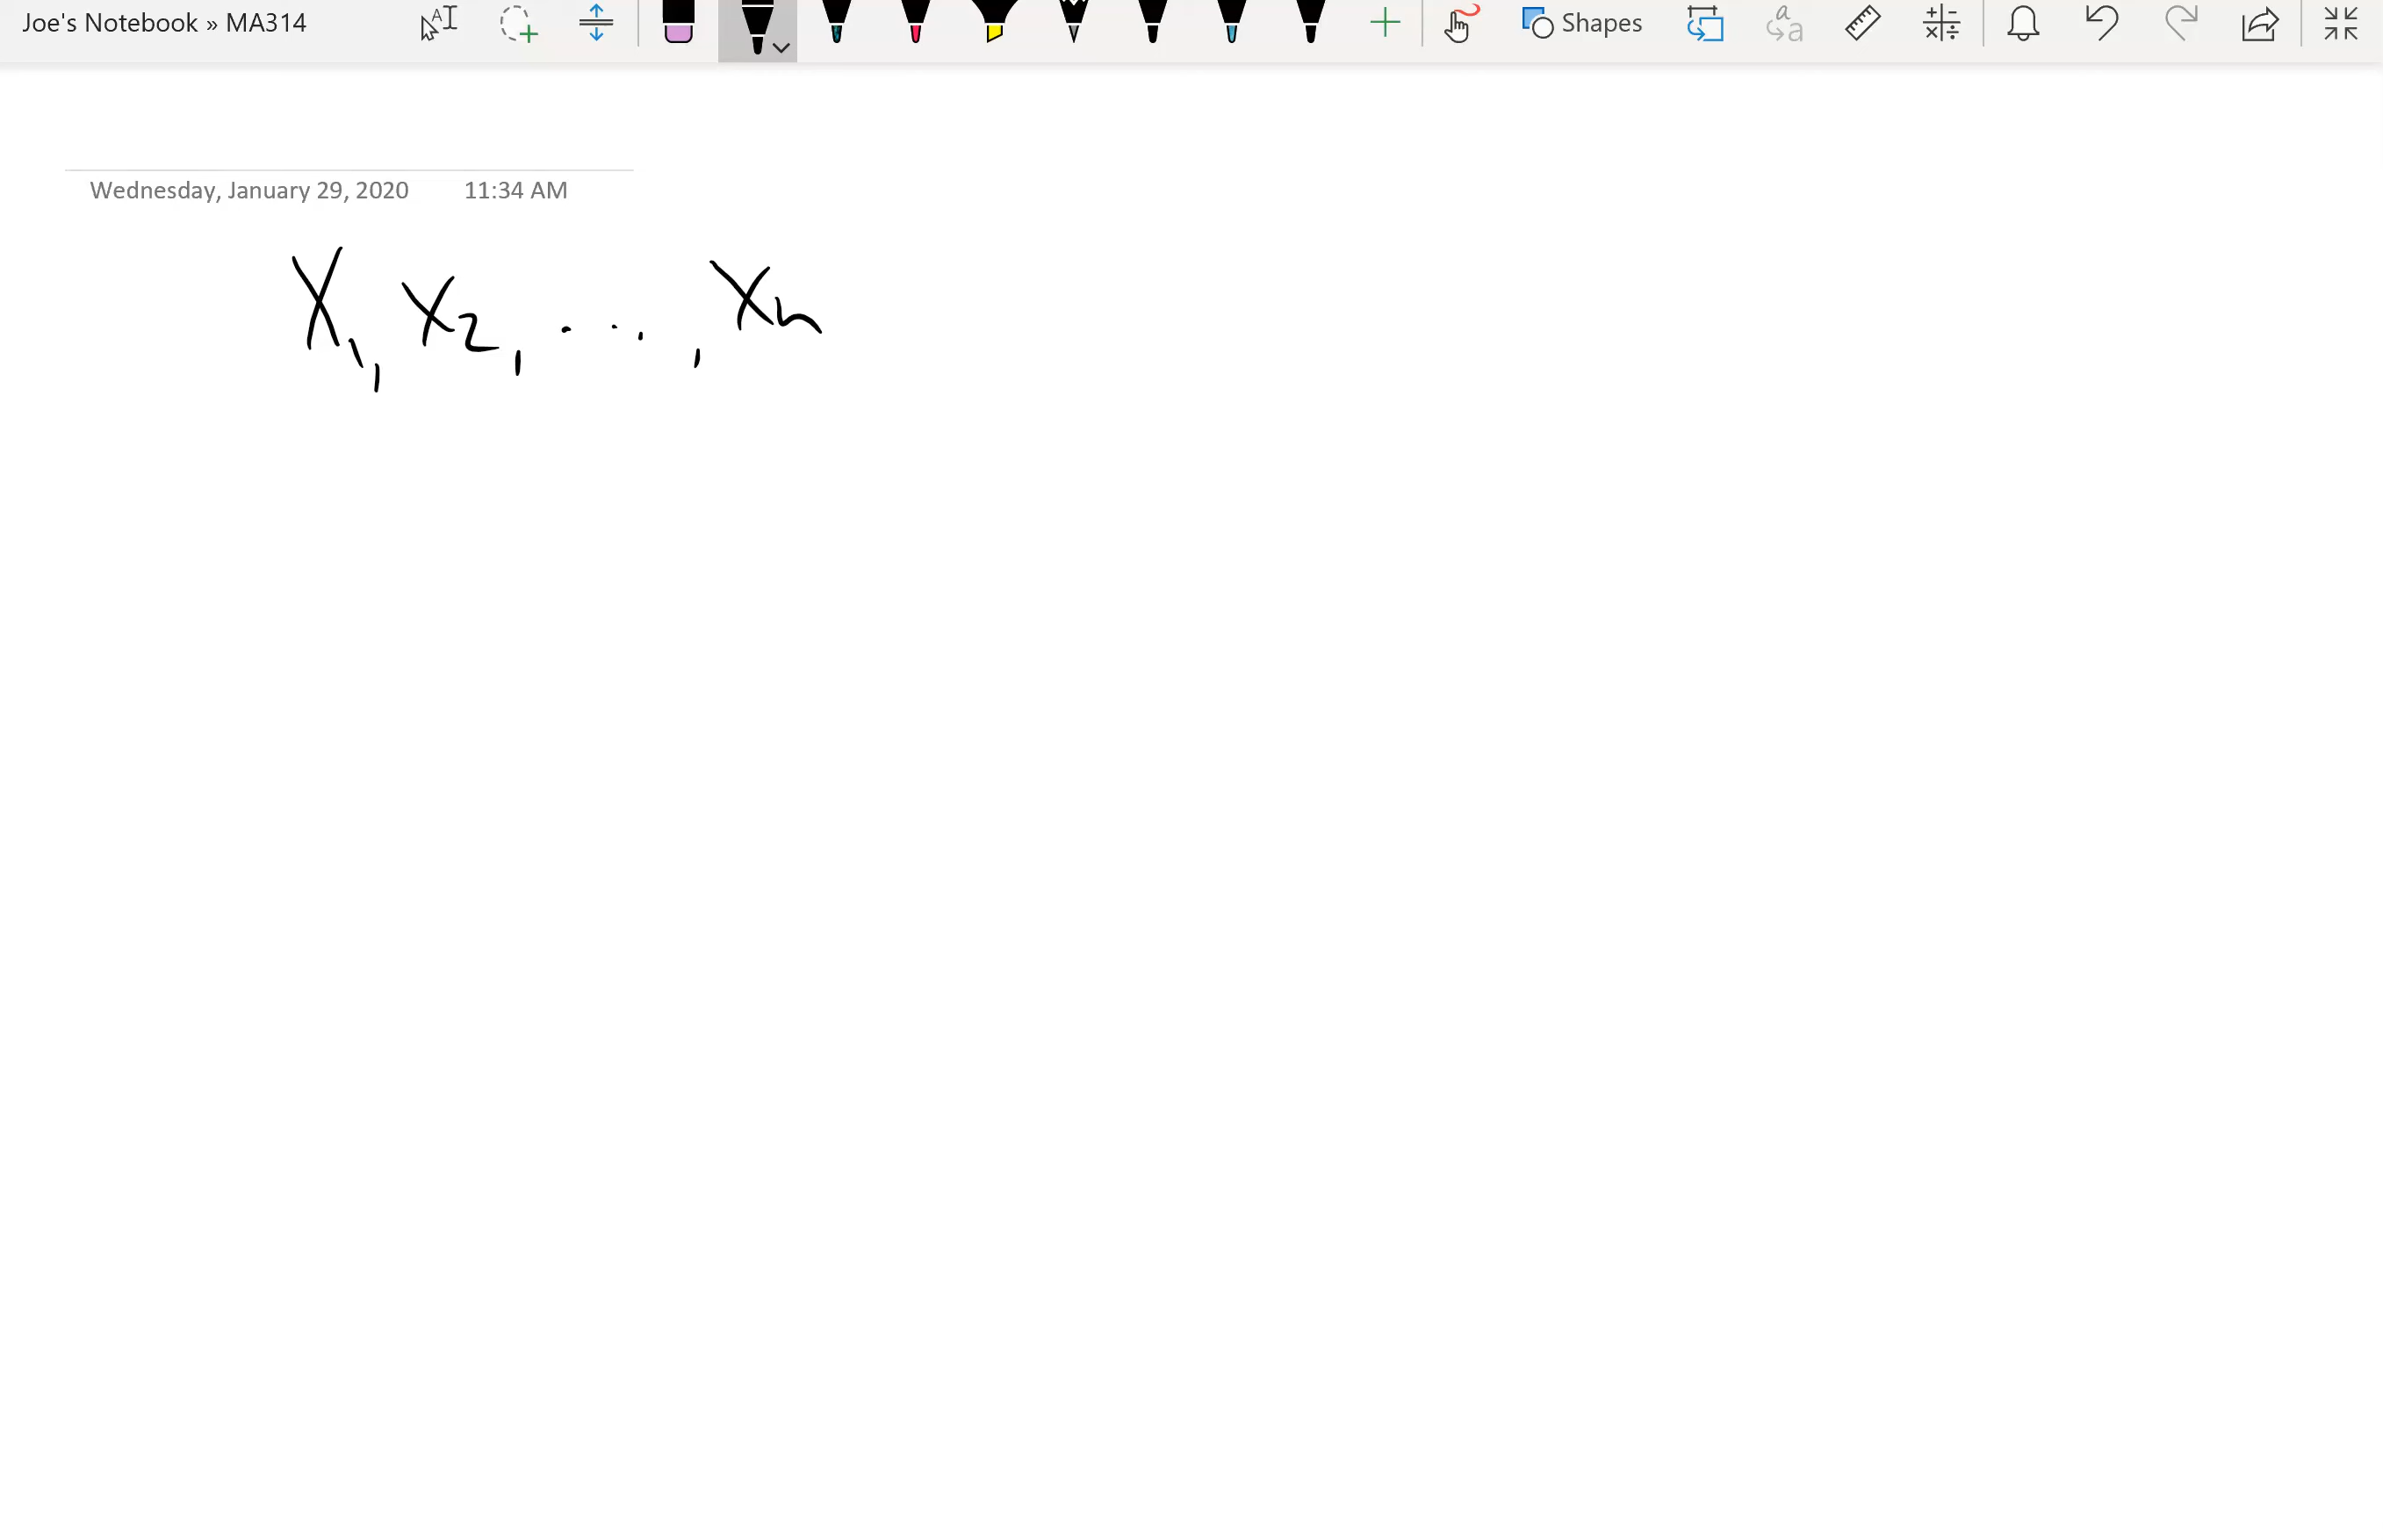 Joe's Notebook » MA314
Shapes
Wednesday, January 29, 2020 11:34 AM
X₁, X₂, ..., Xₙ